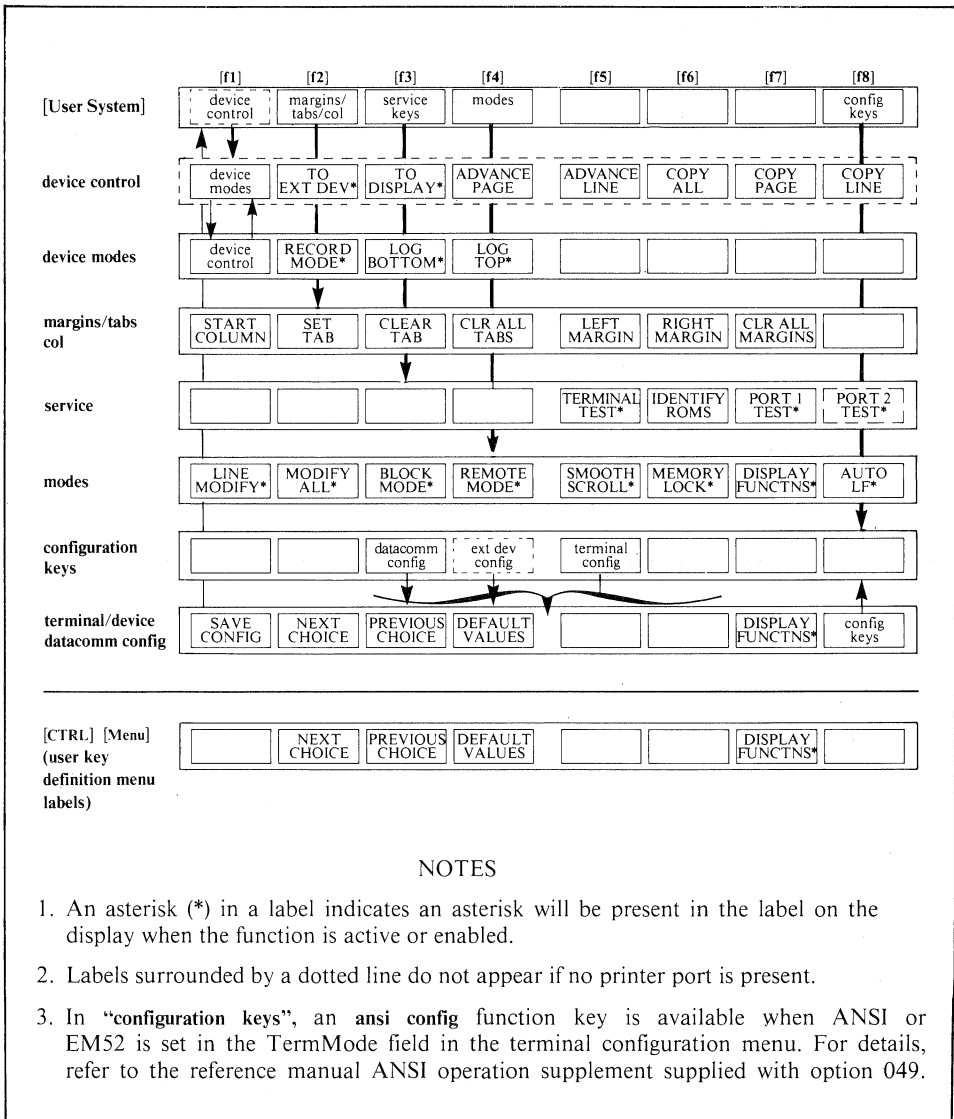 [f1] [f2] [f3] [f4] [f5] [f6] [f7] [f8]
[User System]
device
control
margins/
tabs/col
service
keys
modes
config
keys
device control
device
modes
TO
EXT DEV*
TO
DISPLAY*
ADVANCE
PAGE
ADVANCE
LINE
COPY
ALL
COPY
PAGE
COPY
LINE
device modes
device
control
RECORD
MODE*
LOG
BOTTOM*
LOG
TOP*
margins/tabs
col
START
COLUMN
SET
TAB
CLEAR
TAB
CLR ALL
TABS
LEFT
MARGIN
RIGHT
MARGIN
CLR ALL
MARGINS
service
TERMINAL
TEST*
IDENTIFY
ROMS
PORT 1
TEST*
PORT 2
TEST*
modes
LINE
MODIFY*
MODIFY
ALL*
BLOCK
MODE*
REMOTE
MODE*
SMOOTH
SCROLL*
MEMORY
LOCK*
DISPLAY
FUNCTNS*
AUTO
LF*
configuration
keys
datacomm
config
ext dev
config
terminal
config
terminal/device
datacomm config
SAVE
CONFIG
NEXT
CHOICE
PREVIOUS
CHOICE
DEFAULT
VALUES
DISPLAY
FUNCTNS*
config
keys
[CTRL] [Menu]
(user key
definition menu
labels)
NEXT
CHOICE
PREVIOUS
CHOICE
DEFAULT
VALUES
DISPLAY
FUNCTNS*
NOTES
1. An asterisk (*) in a label indicates an asterisk will be present in the label on the
display when the function is active or enabled.
2. Labels surrounded by a dotted line do not appear if no printer port is present.
3. In “configuration keys”, an ansi config function key is available when ANSI or
EM52 is set in the TermMode field in the terminal configuration menu. For details,
refer to the reference manual ANSI operation supplement supplied with option 049.